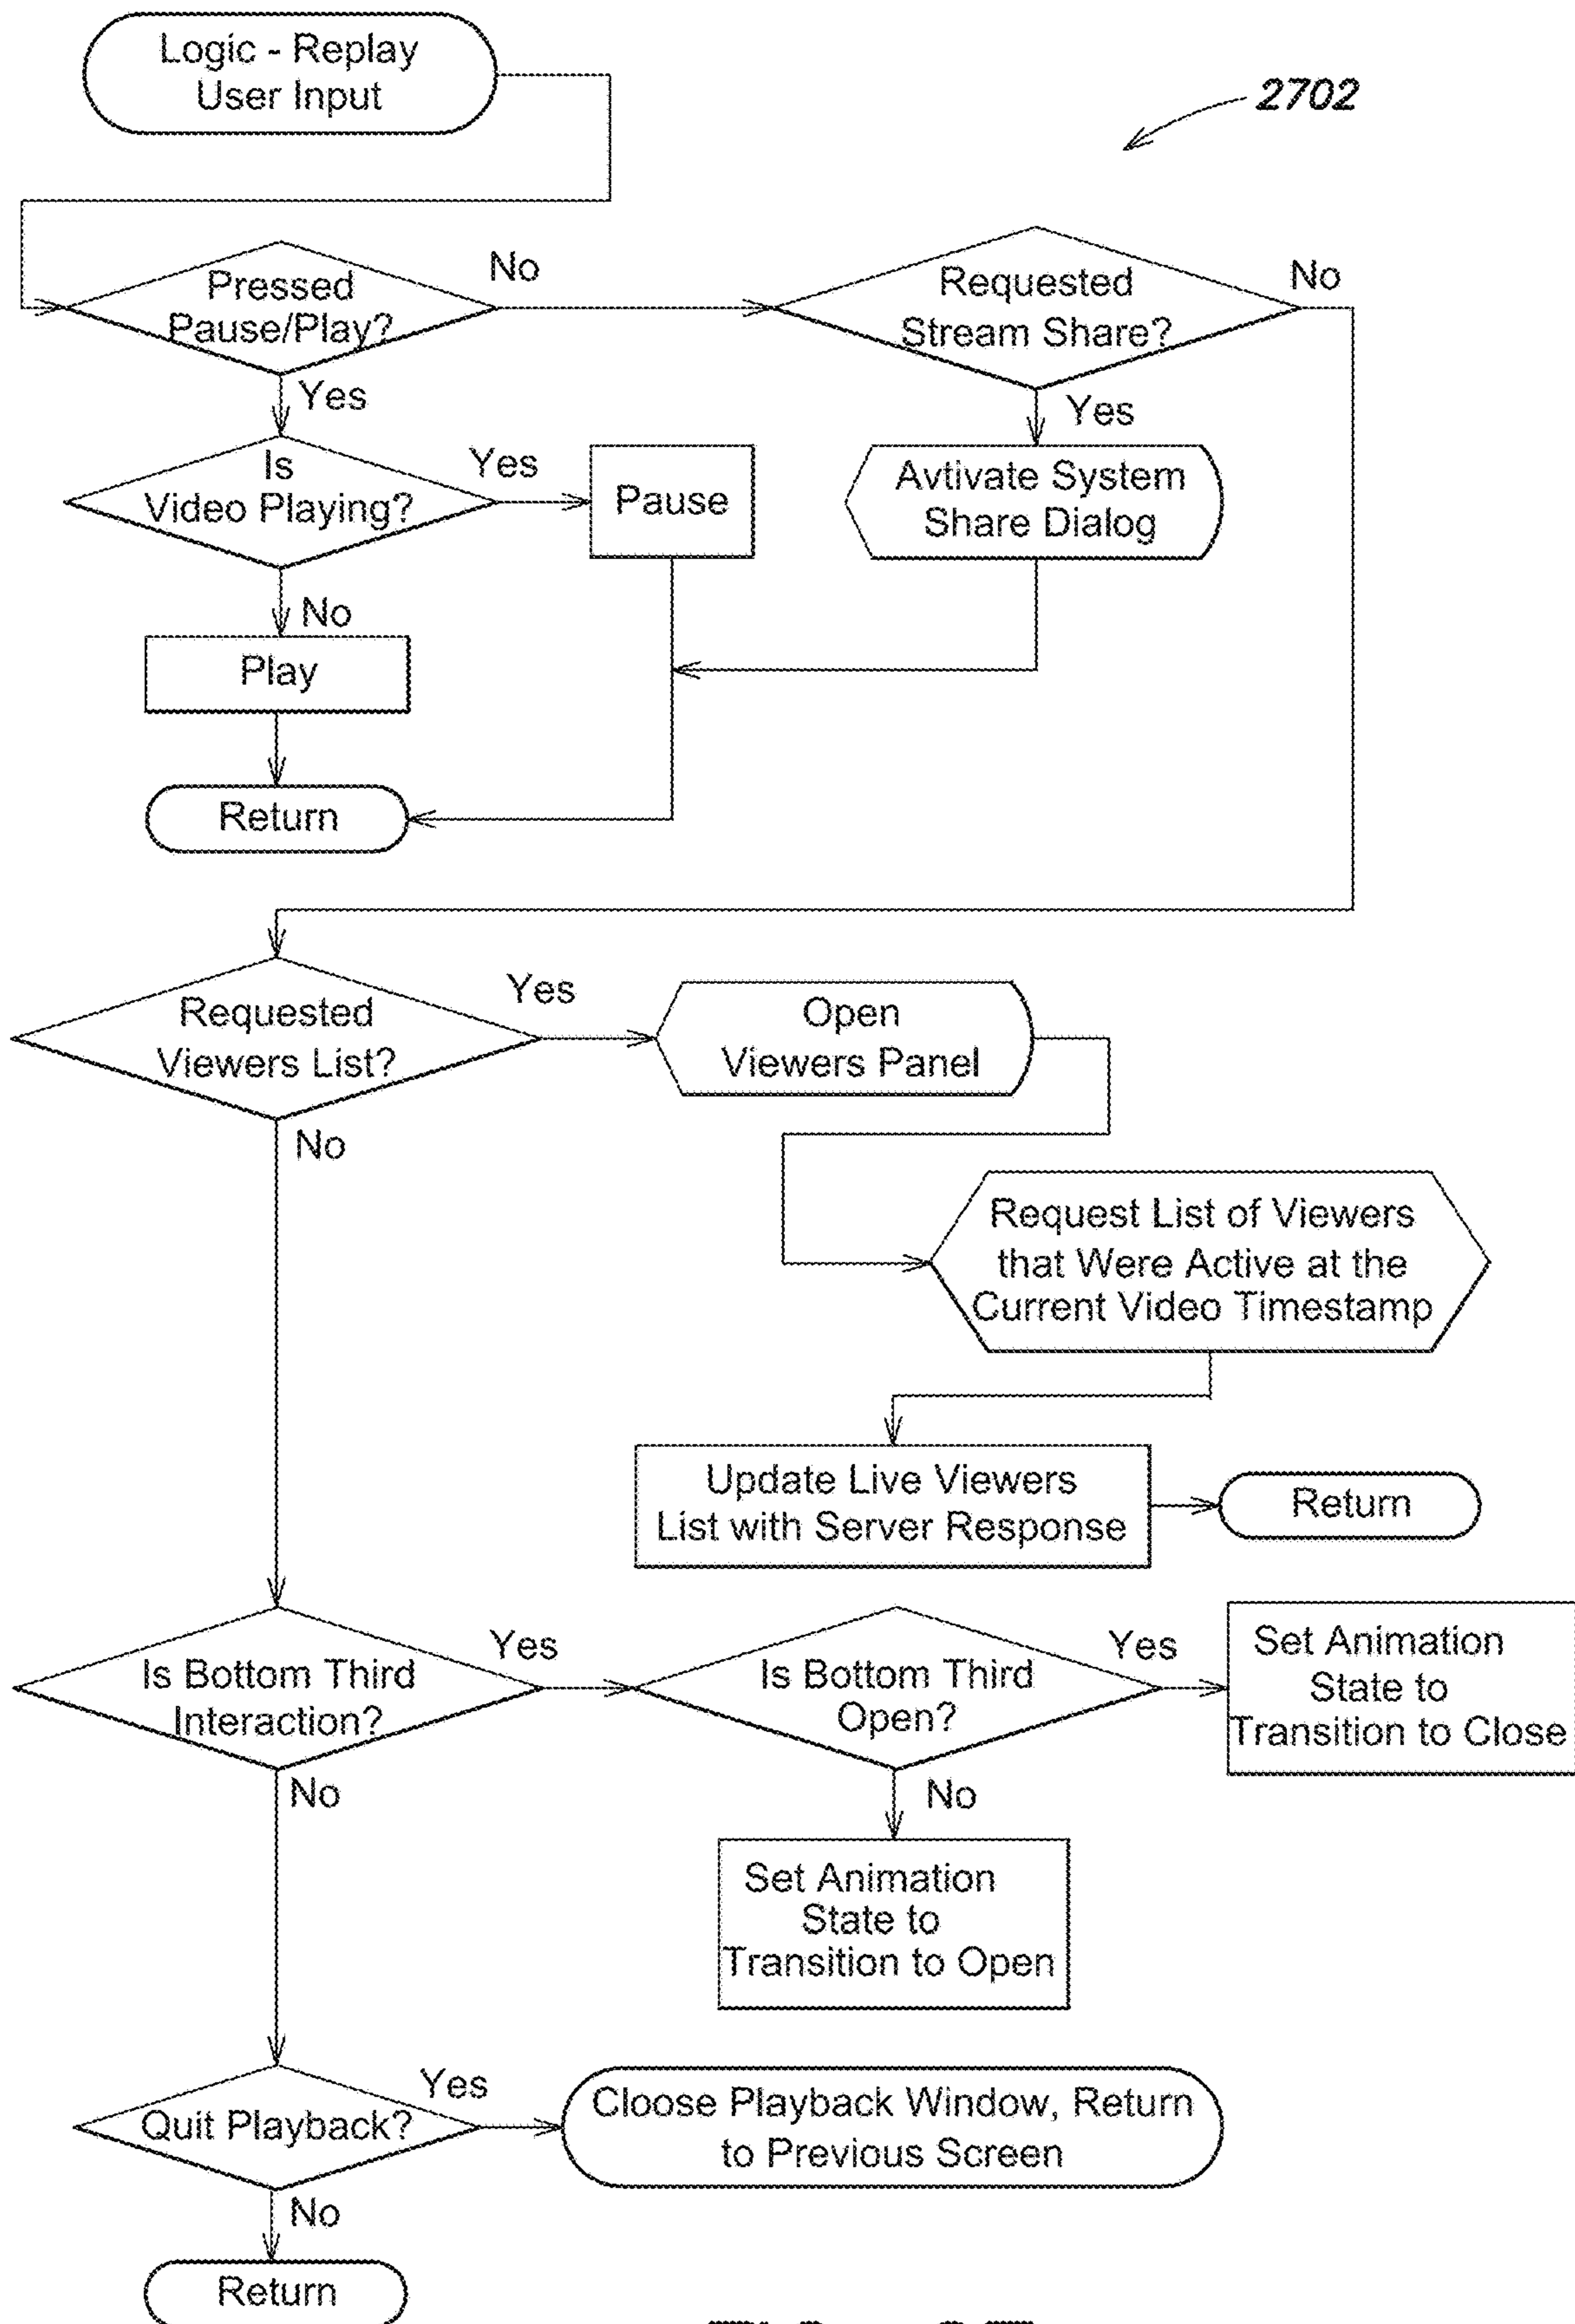 Logic - Replay
User Input
2702
Pressed
Pause/Play?
No
Requested
Stream Share?
No
Yes
Yes
Is
Video Playing?
Yes
Pause
Avtivate System
Share Dialog
No
Play
Return
Requested
Viewers List?
Yes
Open
Viewers Panel
No
Request List of Viewers
that Were Active at the
Current Video Timestamp
Update Live Viewers
List with Server Response
Return
Is Bottom Third
Interaction?
Yes
Is Bottom Third
Open?
Yes
Set Animation
State to
Transition to Close
No
No
Set Animation
State to
Transition to Open
Quit Playback?
Yes
Cloose Playback Window, Return
to Previous Screen
No
Return